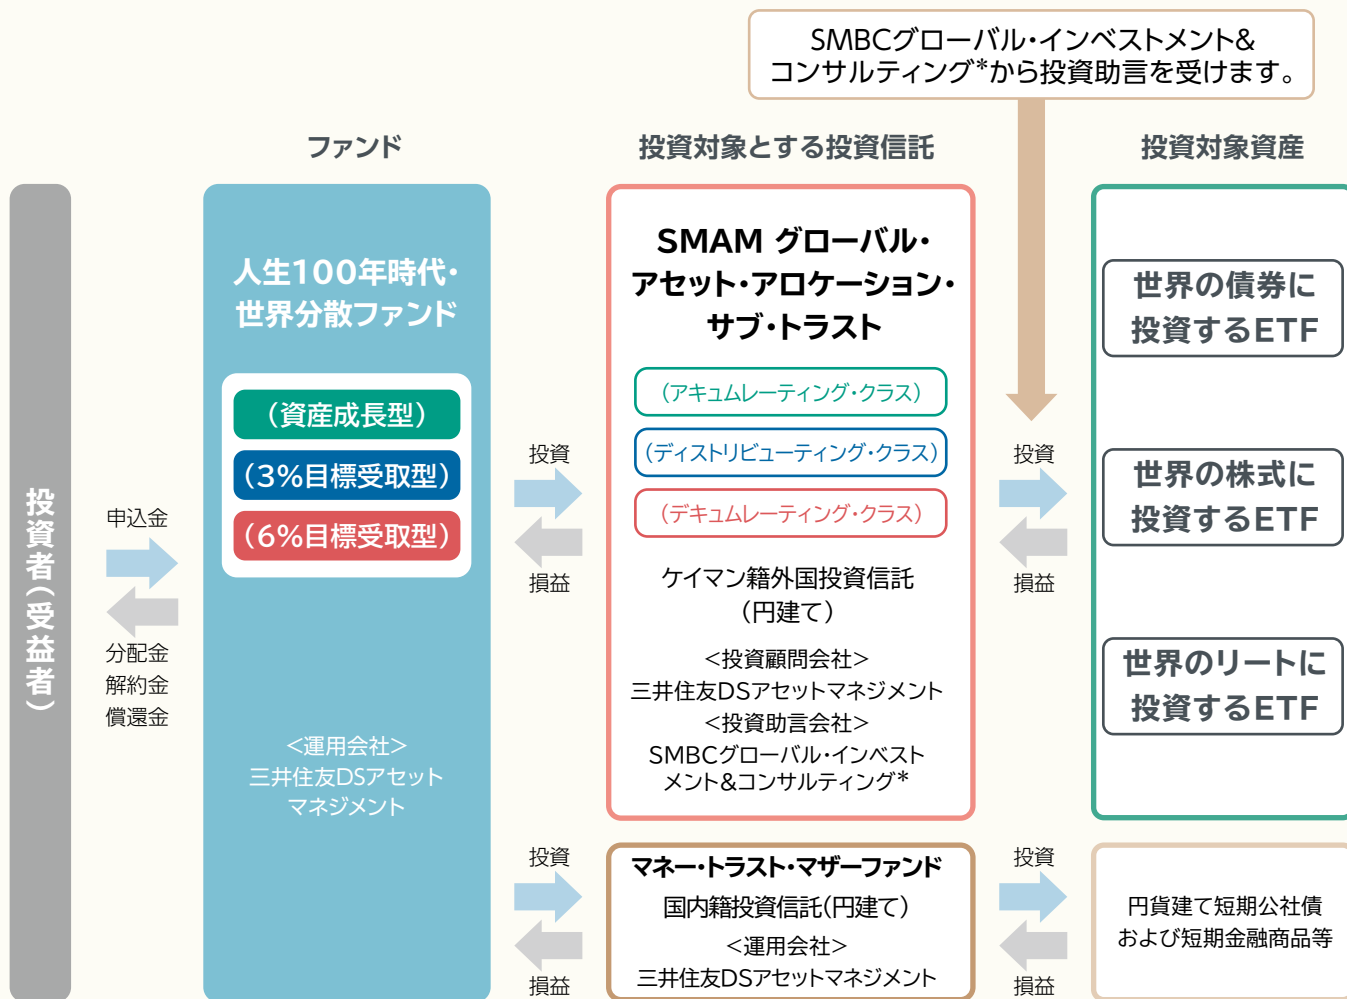 SMBCグローバル・インベストメント&
コンサルティング*から投資助言を受けます。
ファンド
投資対象とする投資信託
投資対象資産
投資者(受益者)
申込金
分配金
解約金
償還金
人生100年時代・
世界分散ファンド
(資産成長型)
(3%目標受取型)
(6%目標受取型)
<運用会社>
三井住友DSアセット
マネジメント
投資
損益
SMAM グローバル・
アセット・アロケーション・
サブ・トラスト
(アキュムレーティング・クラス)
(ディストリビューティング・クラス)
(デキュムレーティング・クラス)
ケイマン籍外国投資信託
(円建て)
<投資顧問会社>
三井住友DSアセットマネジメント
<投資助言会社>
SMBCグローバル・インベスト
メント&コンサルティング*
投資
損益
世界の債券に
投資するETF
世界の株式に
投資するETF
世界のリートに
投資するETF
投資
損益
マネー・トラスト・マザーファンド
国内籍投資信託(円建て)
<運用会社>
三井住友DSアセットマネジメント
投資
損益
円貨建て短期公社債
および短期金融商品等